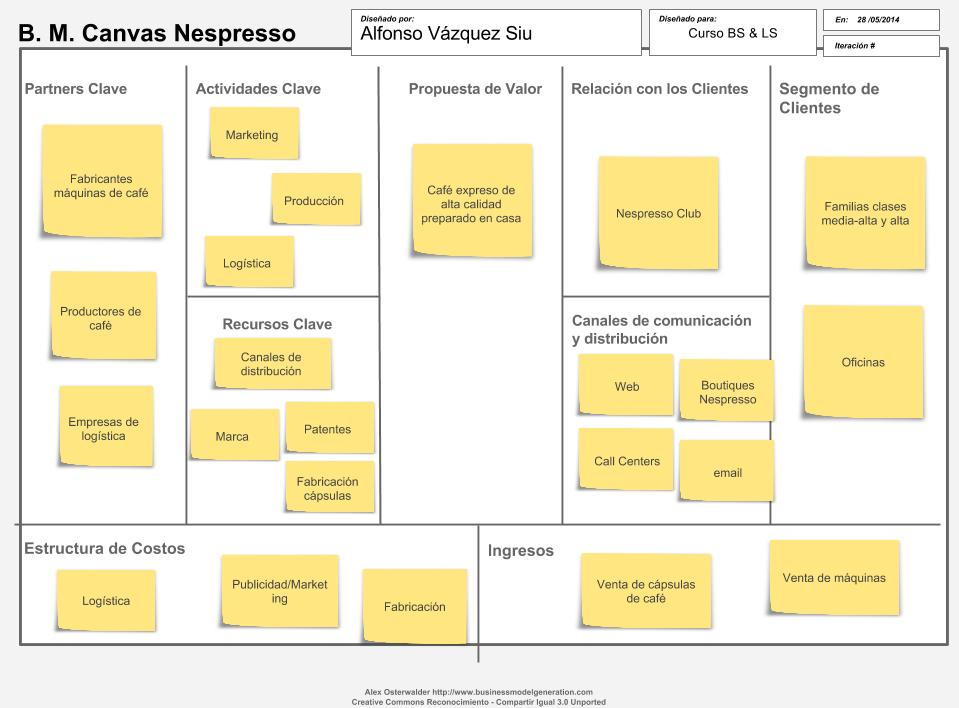 B. M. Canvas Nespresso
Diseñado por:
Alfonso Vázquez Siu
Diseñado para:
Curso BS & LS
En: 28 /05/2014
Iteración #
Partners Clave
Fabricantes
máquinas de café
Productores de
café
Empresas de
logística
Actividades Clave
Marketing
Producción
Logística
Recursos Clave
Canales de
distribución
Marca
Patentes
Fabricación
cápsulas
Propuesta de Valor
Café expreso de
alta calidad
preparado en casa
Relación con los Clientes
Nespresso Club
Canales de comunicación
y distribución
Web
Boutiques
Nespresso
Call Centers
email
Segmento de
Clientes
Familias clases
media-alta y alta
Oficinas
Estructura de Costos
Logística
Publicidad/Market
ing
Fabricación
Ingresos
Venta de cápsulas
de café
Venta de máquinas
Alex Osterwalder http://www.businessmodelgeneration.com
Creative Commons Reconocimiento - Compartir Igual 3.0 Unported